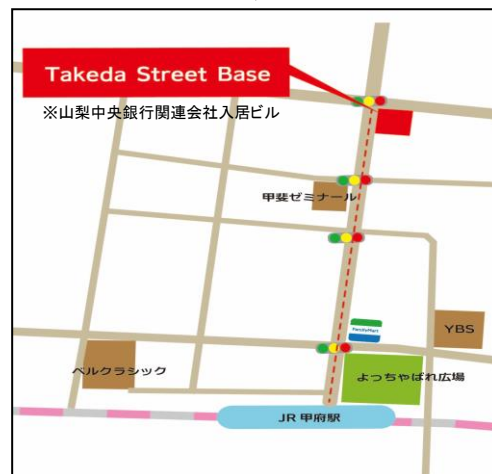 Takeda Street Base
※山梨中央銀行関連会社入居ビル
甲斐ゼミナール
FamilyMart
YBS
ベルクラシック
よっちゃばれ広場
JR 甲府駅